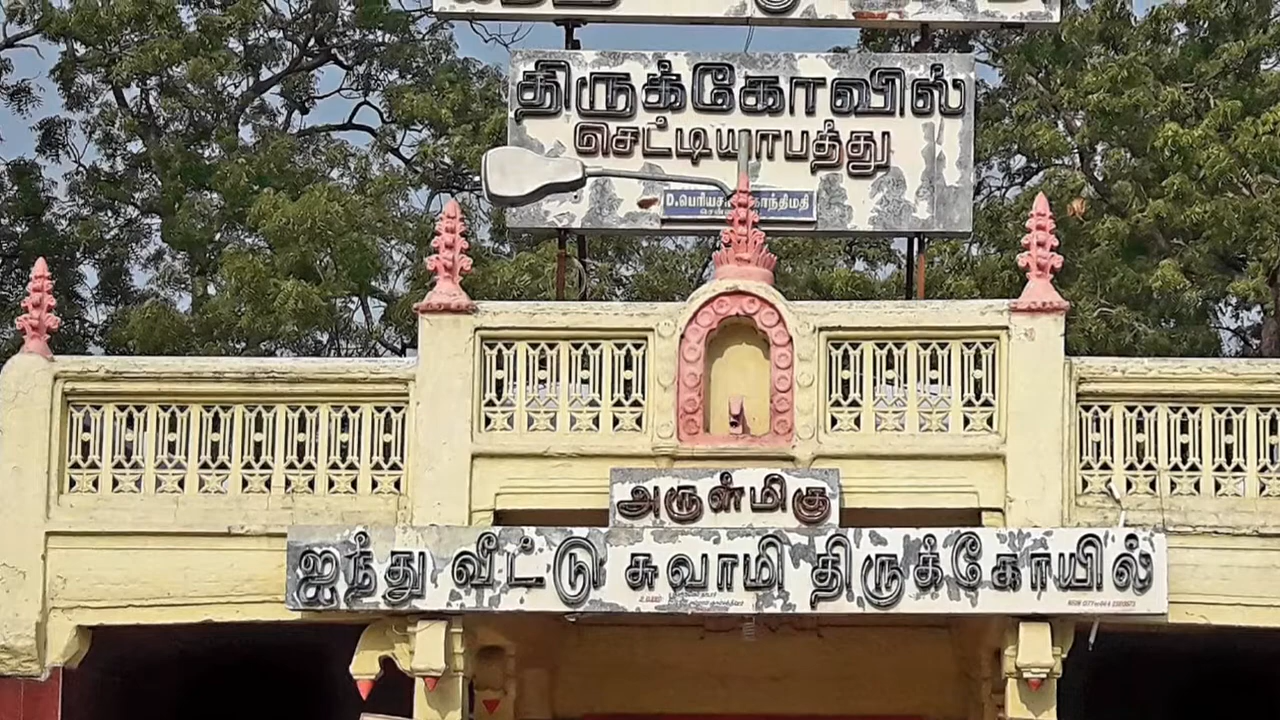 திருக்கோவில்
செட்டியாபத்து
அருள்மிகு
ஐந்து வீட்டு சுவாமி திருக்கோயில்